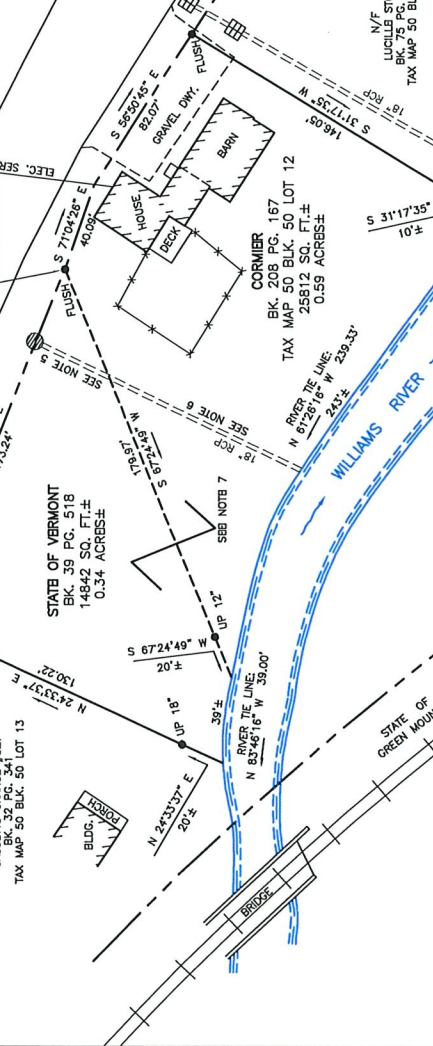 N/F
BK. 75 PG.
18" RCP
S 31°17'35" W
146.05'
FLUSH
S 56°50'45" E
82.07'
GRAVEL DWY.
ELEC. SER
BARN
HOUSE
DECK
S 71°04'26" E
40.09'
FLUSH
CORMIER
BK. 208 PG. 167
TAX MAP 50 BLK. 50 LOT 12
25812 SQ. FT.±
0.59 ACRES±
S 31°17'35"
10'±
SEE NOTE 5
SEE NOTE 6
18" RCP
RIVER TIE LINE:
N 61°26'16" W 239.33'
243'±
WILLIAMS RIVER
179.97'
S 67°24'49" W
STATE OF VERMONT
BK. 39 PG. 518
14842 SQ. FT.±
0.34 ACRES±
SEE NOTE 7
UP 12"
S 67°24'49" W
20'±
39'±
RIVER TIE LINE:
N 83°46'16" W 39.00'
N 24°33'37" E
130.22'
UP 18"
N 24°33'37" E
20'±
BK. 32 PG. 341
TAX MAP 50 BLK. 50 LOT 13
BLDG.
PORCH
STATE OF
GREEN MOUN
BRIDGE